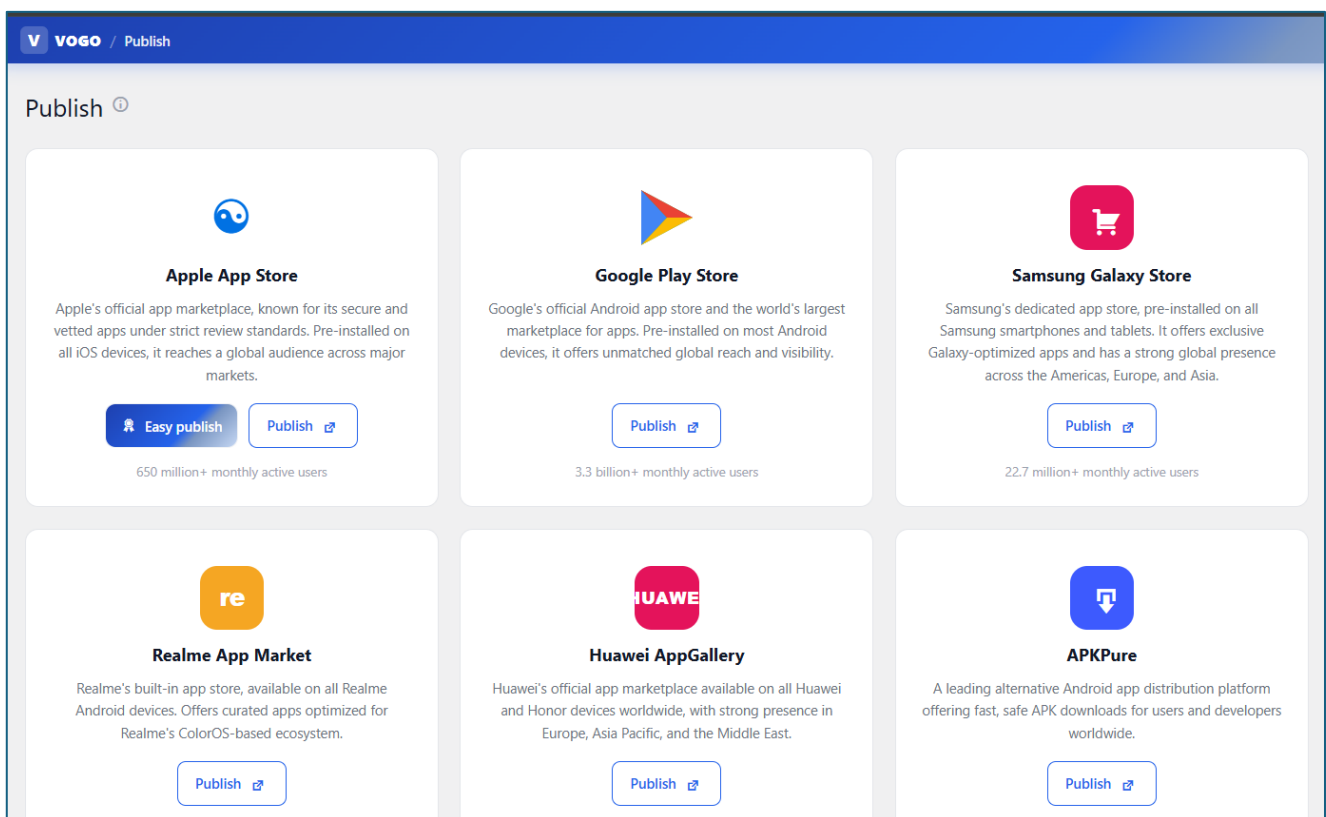 V VOGO / Publish
Publish
Apple App Store
Apple's official app marketplace, known for its secure and
vetted apps under strict review standards. Pre-installed on
all iOS devices, it reaches a global audience across major
markets.
Easy publish
Publish
650 million+ monthly active users
Google Play Store
Google's official Android app store and the world's largest
marketplace for apps. Pre-installed on most Android
devices, it offers unmatched global reach and visibility.
Publish
3.3 billion+ monthly active users
Samsung Galaxy Store
Samsung's dedicated app store, pre-installed on all
Samsung smartphones and tablets. It offers exclusive
Galaxy-optimized apps and has a strong global presence
across the Americas, Europe, and Asia.
Publish
22.7 million+ monthly active users
re
Realme App Market
Realme's built-in app store, available on all Realme
Android devices. Offers curated apps optimized for
Realme's ColorOS-based ecosystem.
Publish
HUAWE
Huawei AppGallery
Huawei's official app marketplace available on all Huawei
and Honor devices worldwide, with strong presence in
Europe, Asia Pacific, and the Middle East.
Publish
APKPure
A leading alternative Android app distribution platform
offering fast, safe APK downloads for users and developers
worldwide.
Publish